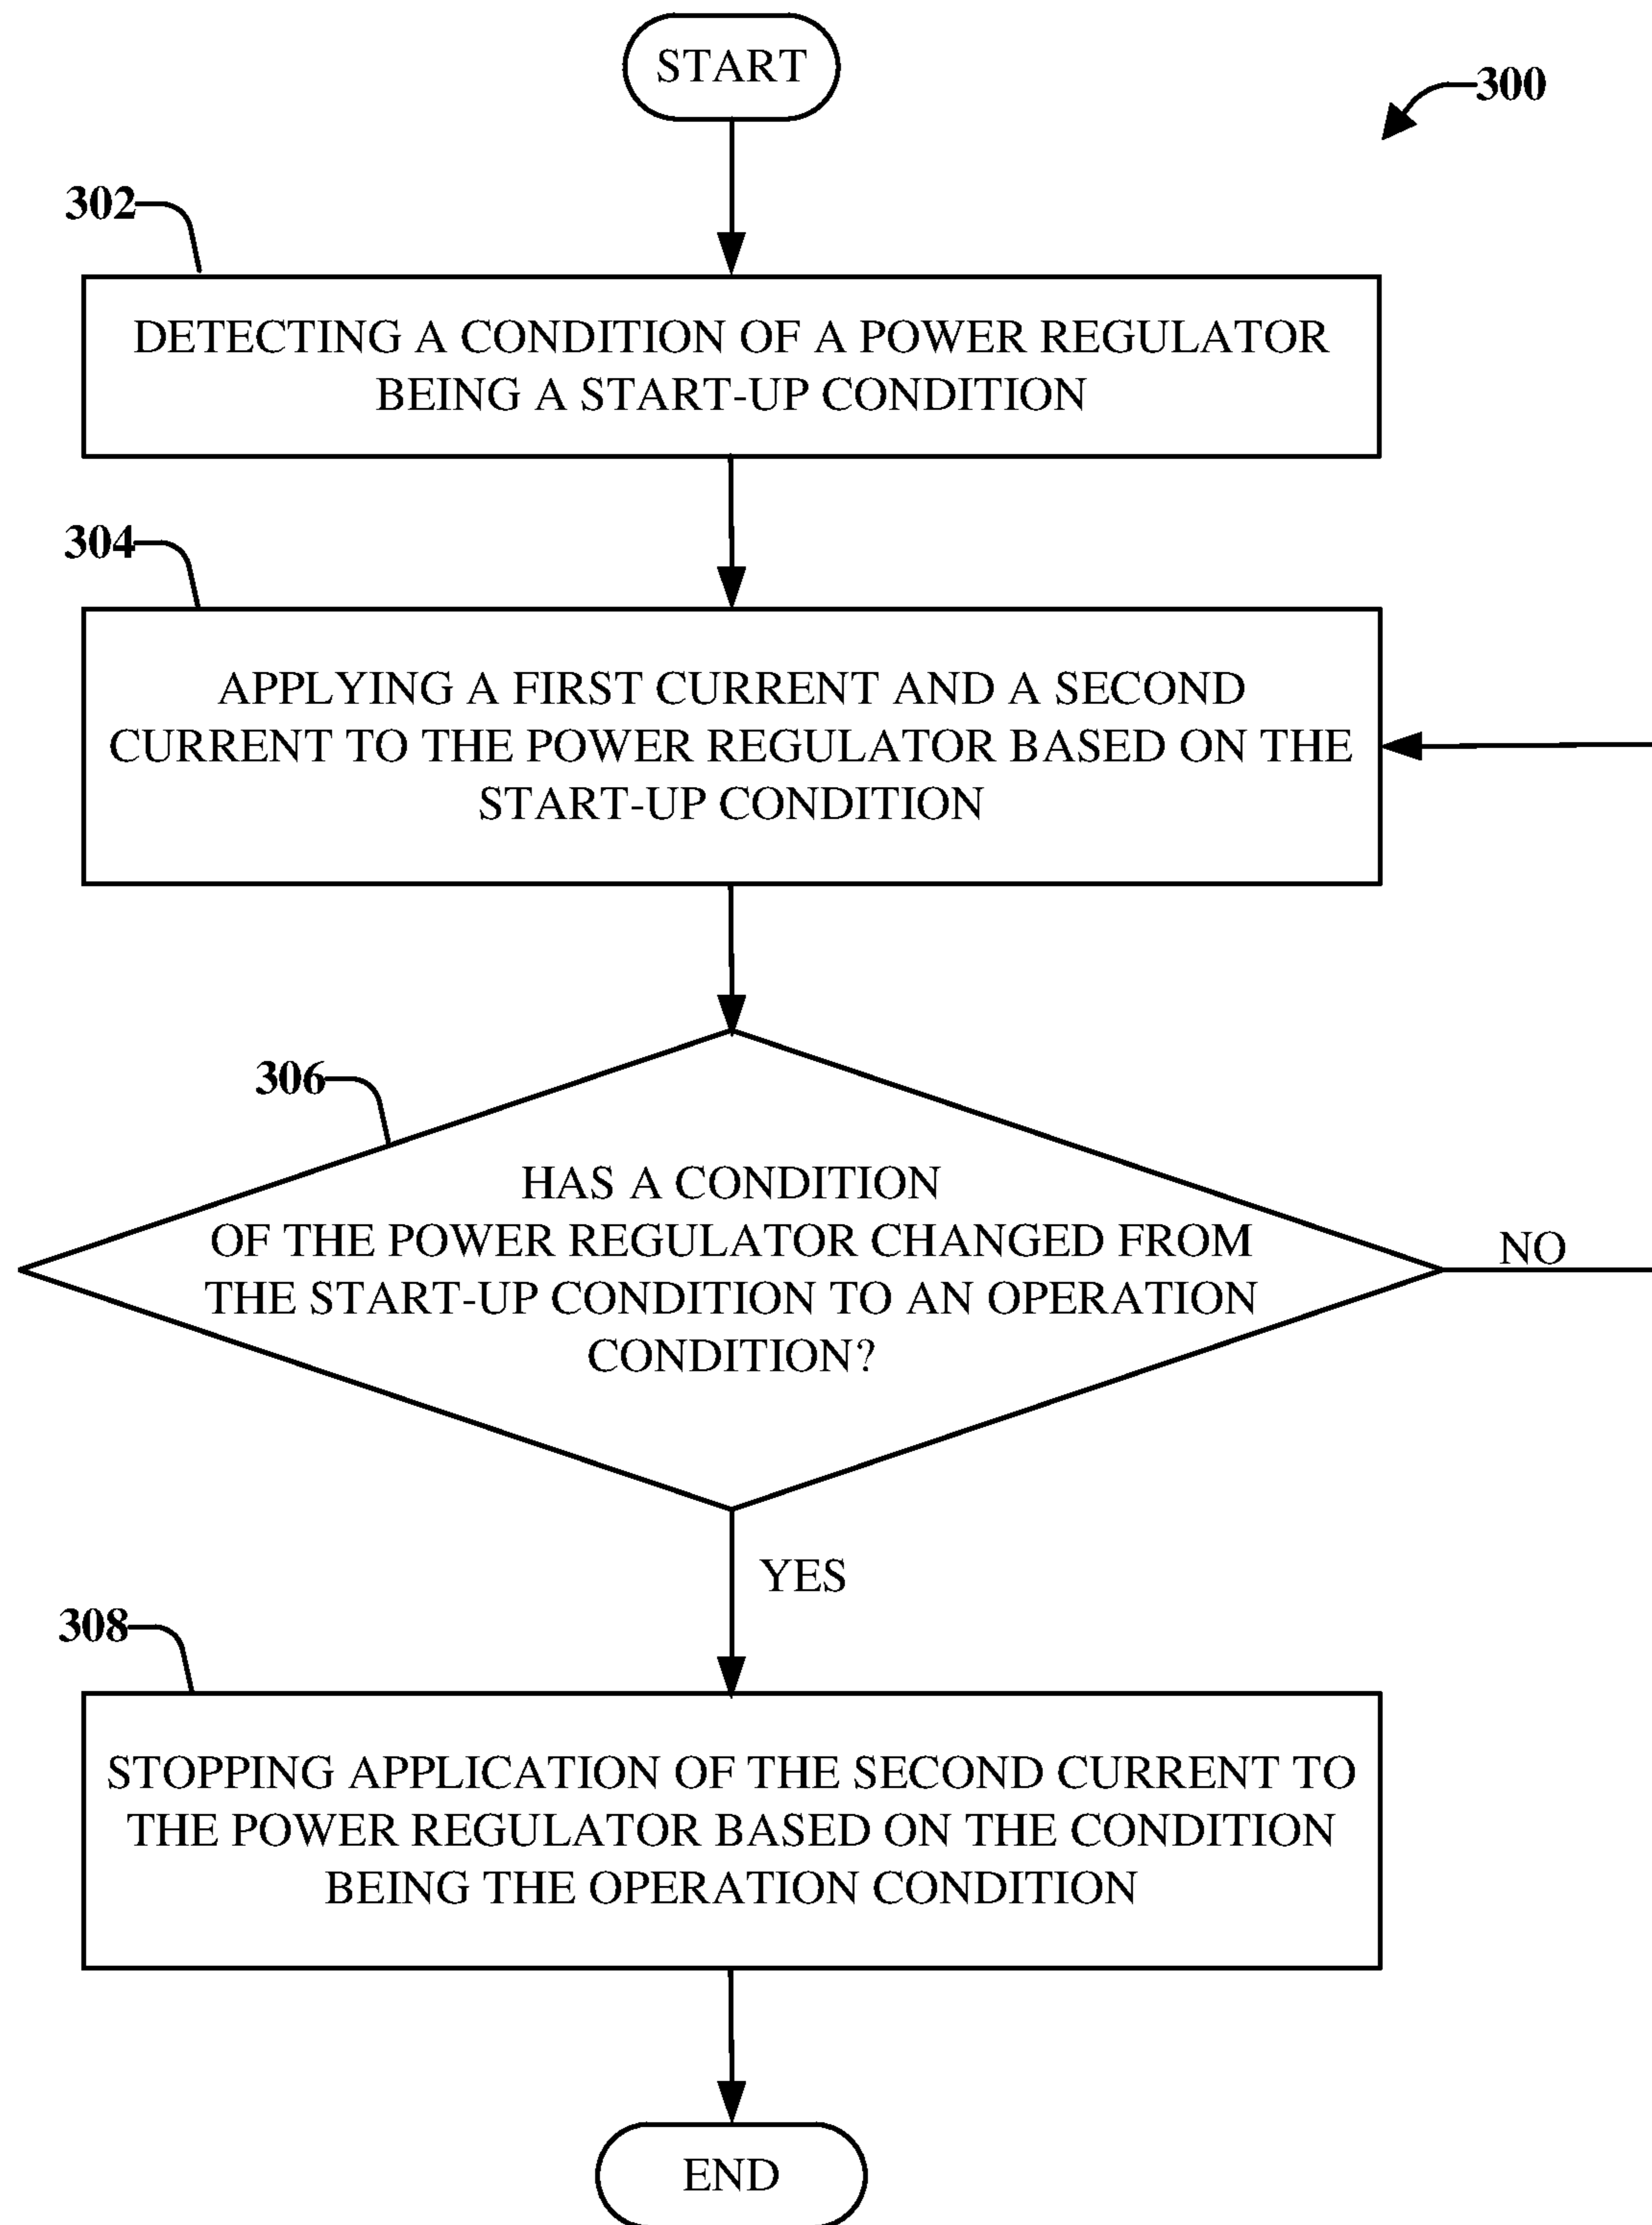 START
300
302
DETECTING A CONDITION OF A POWER REGULATOR
BEING A START-UP CONDITION
304
APPLYING A FIRST CURRENT AND A SECOND
CURRENT TO THE POWER REGULATOR BASED ON THE
START-UP CONDITION
306
HAS A CONDITION
OF THE POWER REGULATOR CHANGED FROM
THE START-UP CONDITION TO AN OPERATION
CONDITION?
NO
YES
308
STOPPING APPLICATION OF THE SECOND CURRENT TO
THE POWER REGULATOR BASED ON THE CONDITION
BEING THE OPERATION CONDITION
END